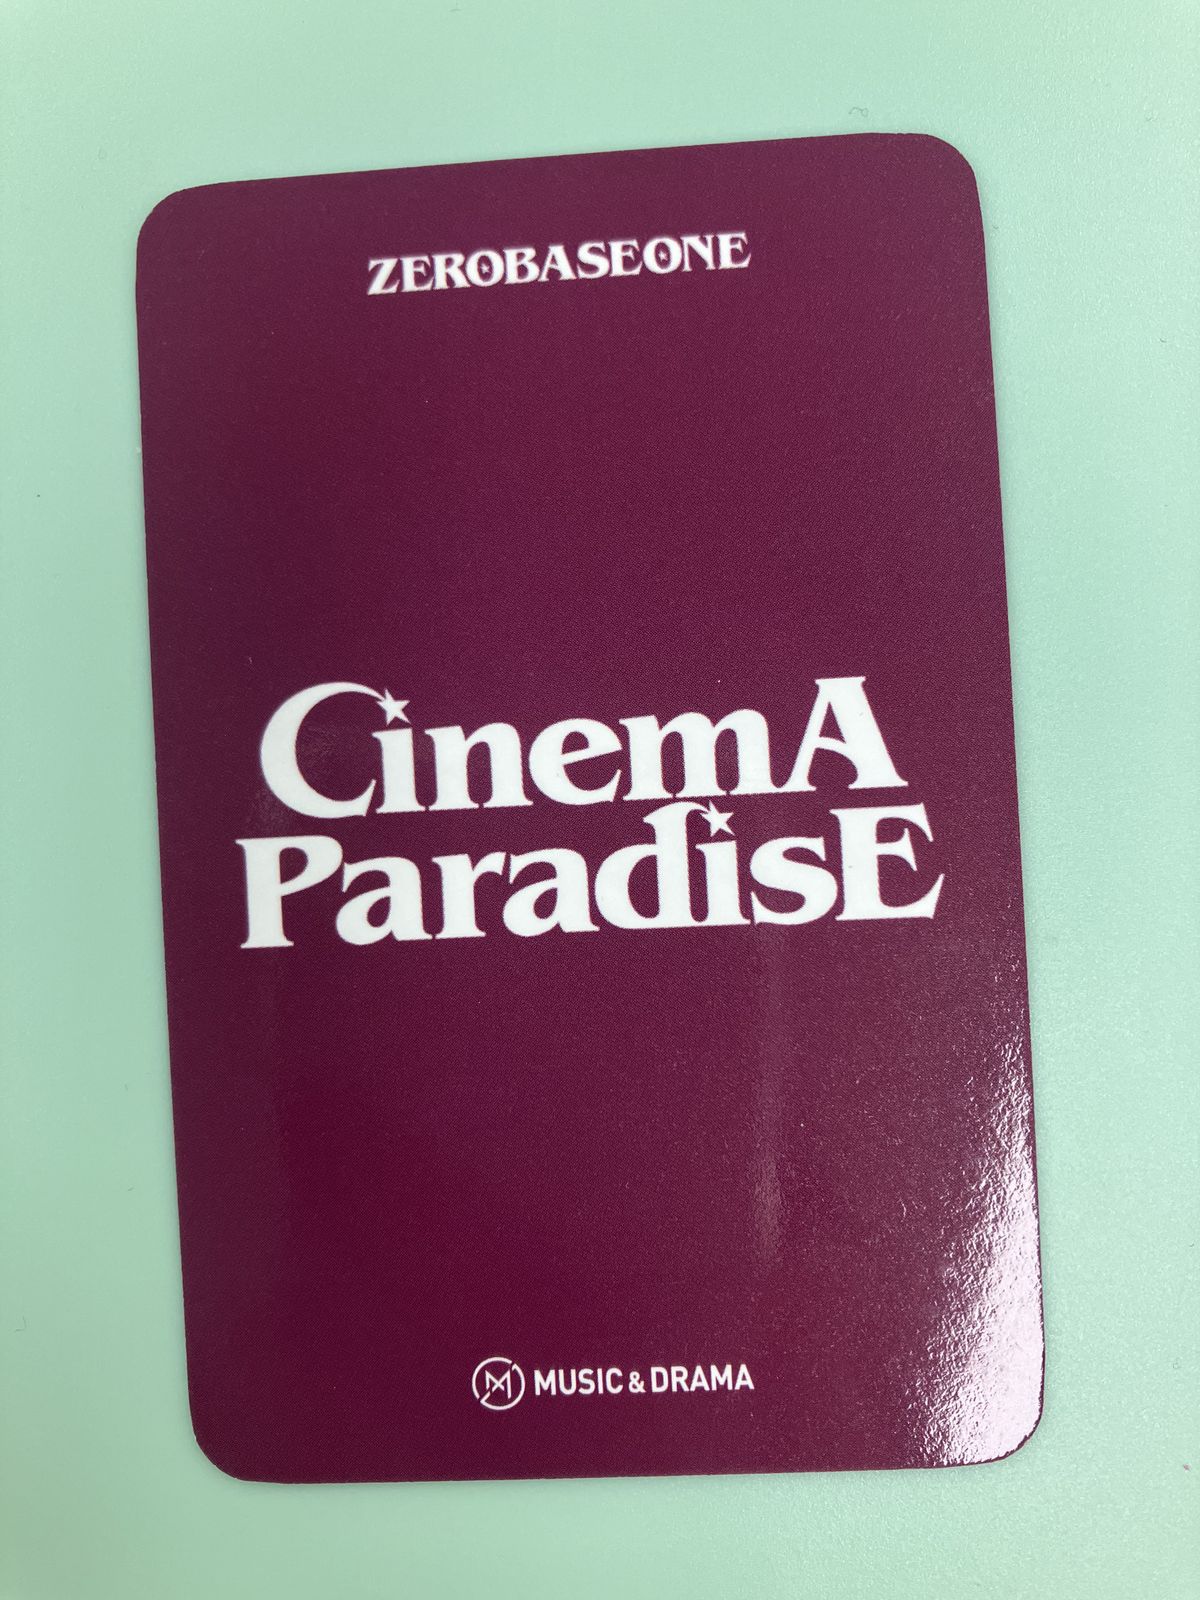 ZEROBASEONE
CinemA
ParadisE
MUSIC & DRAMA